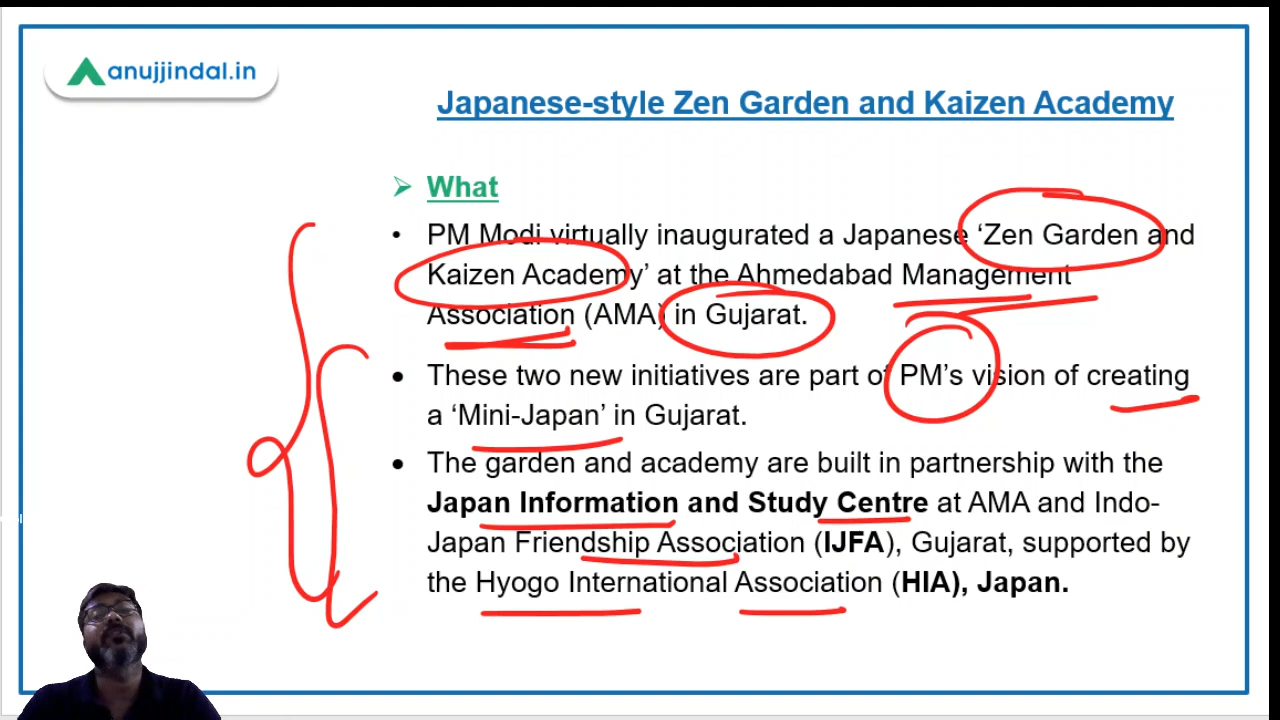 anujjindal.in
Japanese-style Zen Garden and Kaizen Academy
➢ What
• PM Modi virtually inaugurated a Japanese ‘Zen Garden and
Kaizen Academy’ at the Ahmedabad Management
Association (AMA) in Gujarat.
• These two new initiatives are part of PM’s vision of creating
a ‘Mini-Japan’ in Gujarat.
• The garden and academy are built in partnership with the
Japan Information and Study Centre at AMA and Indo-
Japan Friendship Association (IJFA), Gujarat, supported by
the Hyogo International Association (HIA), Japan.